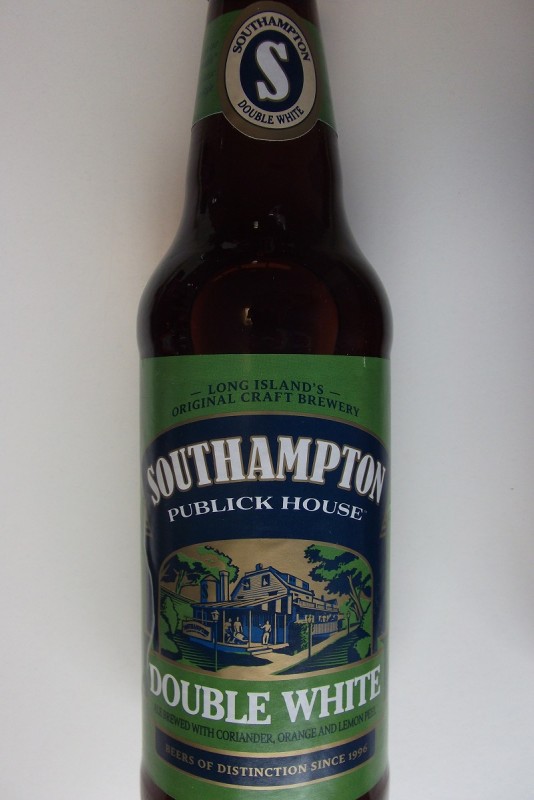 SOUTHAMPTON
S
DOUBLE WHITE
— LONG ISLAND'S —
ORIGINAL CRAFT BREWERY
SOUTHAMPTON
PUBLICK HOUSE
DOUBLE WHITE
BREWED WITH CORIANDER, ORANGE AND LEMON PEEL
BEERS OF DISTINCTION SINCE 1996